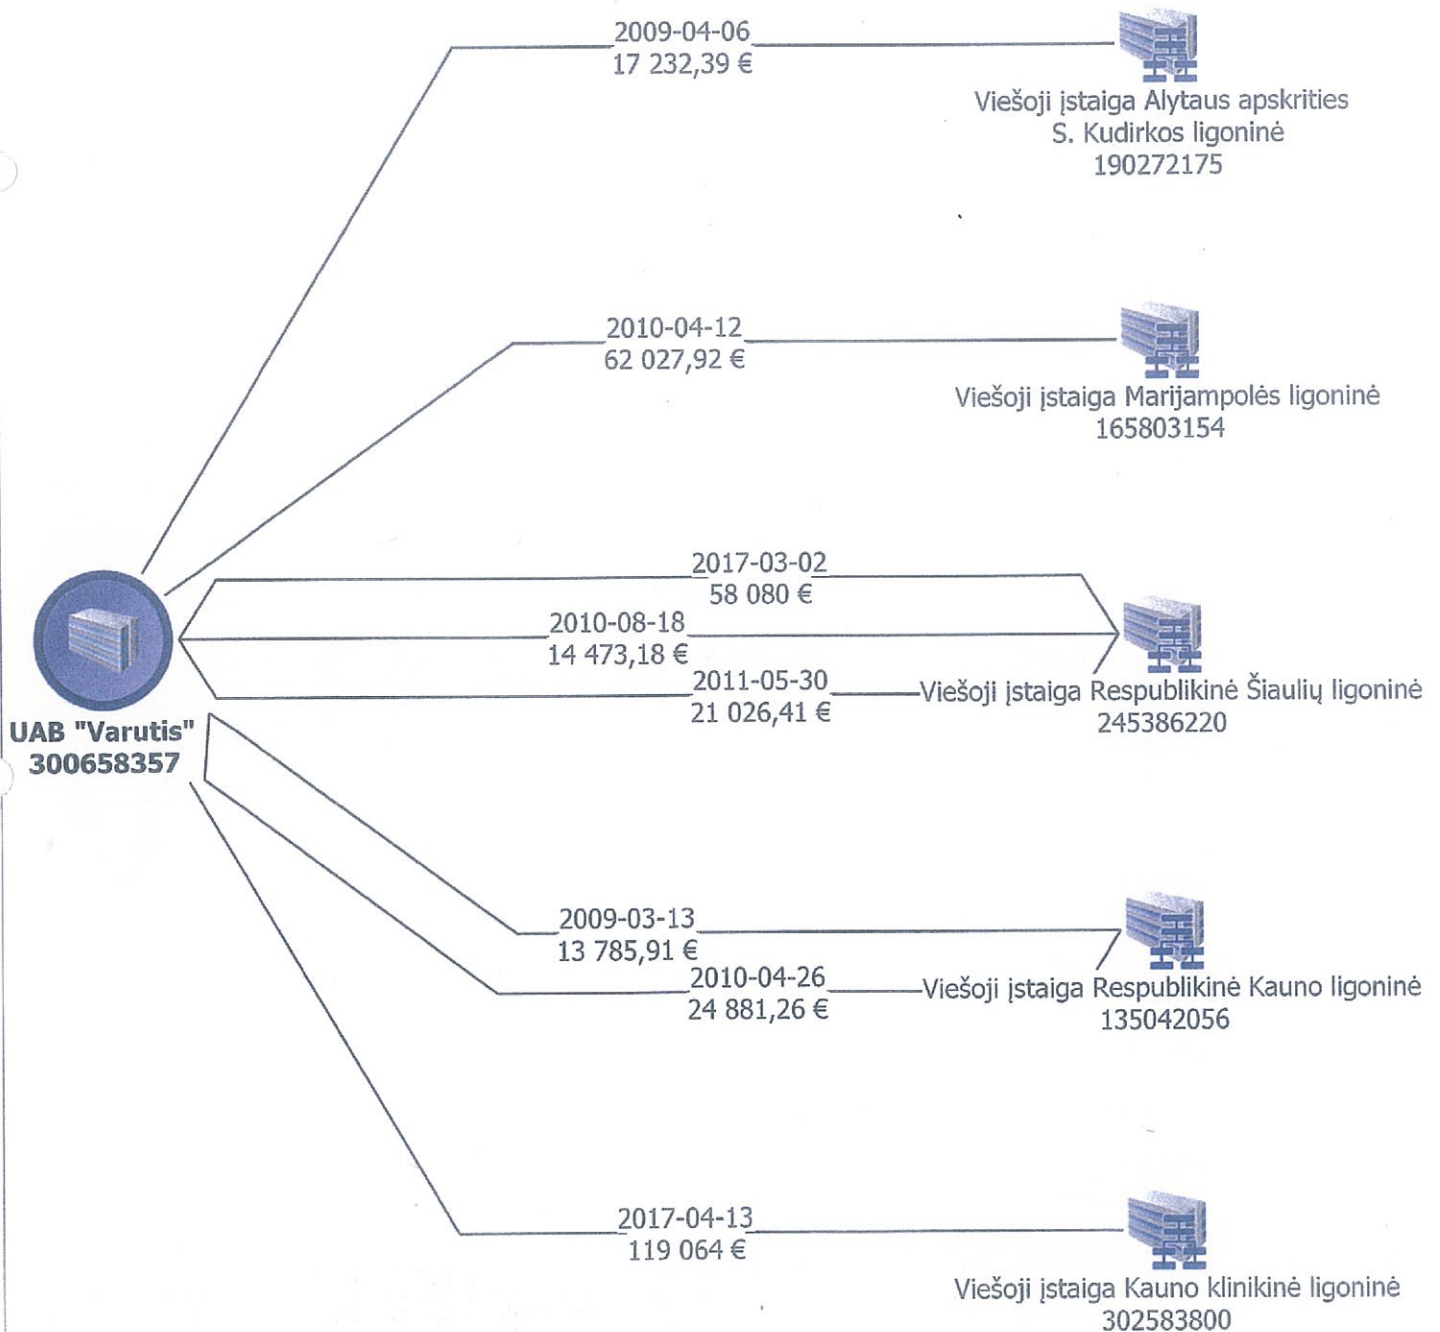 2009-04-06
17 232,39 €
Viešoji įstaiga Alytaus apskrities
S. Kudirkos ligoninė
190272175
2010-04-12
62 027,92 €
Viešoji įstaiga Marijampolės ligoninė
165803154
2017-03-02
58 080 €
2010-08-18
14 473,18 €
2011-05-30
21 026,41 €
Viešoji įstaiga Respublikinė Šiaulių ligoninė
245386220
UAB "Varutis"
300658357
2009-03-13
13 785,91 €
2010-04-26
24 881,26 €
Viešoji įstaiga Respublikinė Kauno ligoninė
135042056
2017-04-13
119 064 €
Viešoji įstaiga Kauno klinikinė ligoninė
302583800